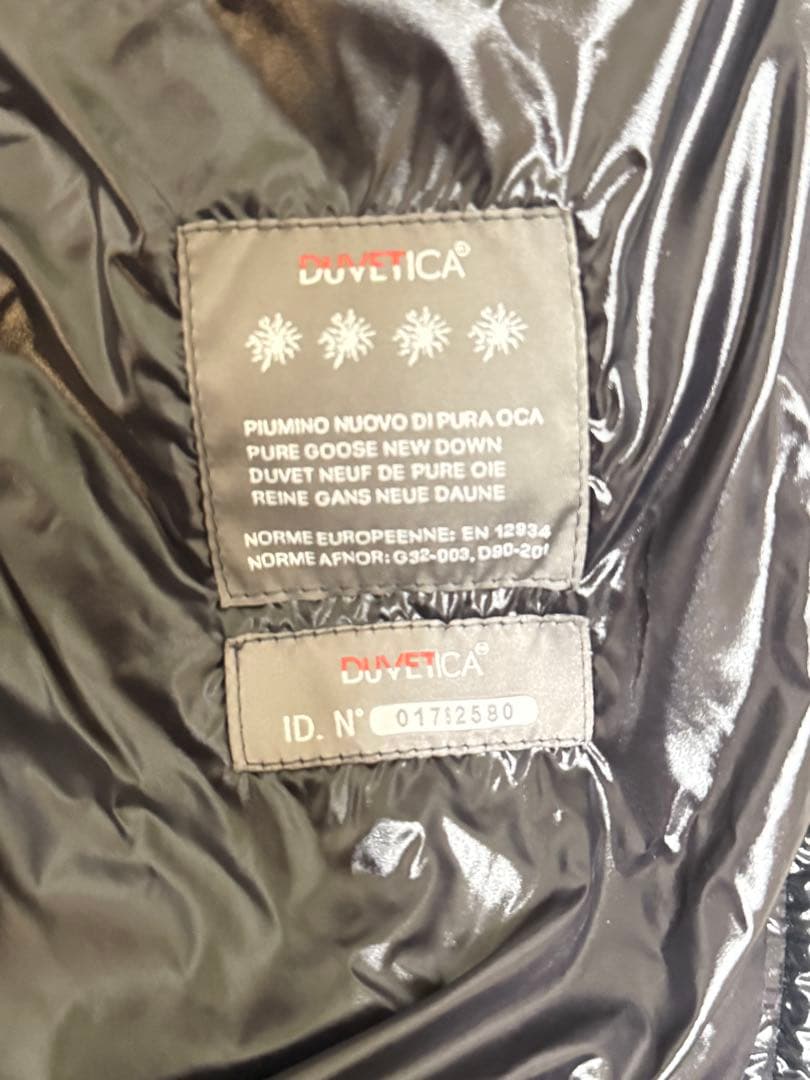 DUVETICA®
PIUMINO NUOVO DI PURA OCA
PURE GOOSE NEW DOWN
DUVET NEUF DE PURE OIE
REINE GANS NEUE DAUNE
NORME EUROPEENNE: EN 12934
NORME AFNOR: G32-003, D90-201
DUVETICA
ID. N°